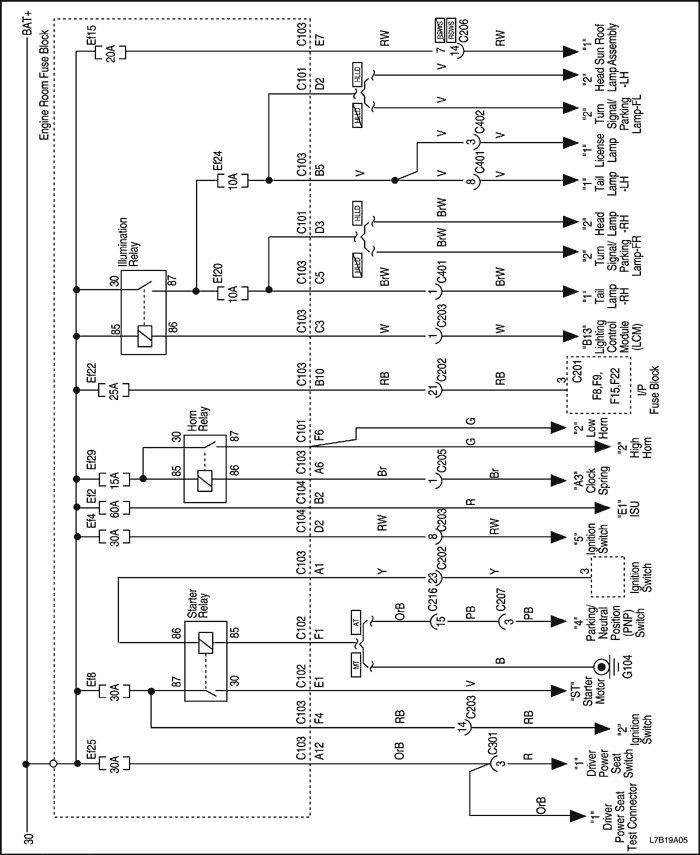 BAT+
30
Engine Room Fuse Block
Ef15
20A
C103
E7
RW
7
14
SW5B1
C206
RW
"1"
Sun Roof
Assembly
C101
D2
HLLD
HLLD
V
"2"
Head
Lamp
-LH
V
"2"
Turn
Signal/
Parking
Lamp-FL
Ef24
10A
C103
B5
V
3
C402
V
"1"
License
Lamp
8
C401
V
"1"
Tail
Lamp
-LH
Illumination
Relay
30
87
85
86
C101
D3
HLLD
HLLD
BrW
"2"
Head
Lamp
-RH
BrW
"2"
Turn
Signal/
Parking
Lamp-FR
Ef20
10A
C103
C5
BrW
1
C401
BrW
"1"
Tail
Lamp
-RH
C103
C3
W
1
C203
W
"B13"
Lighting
Control
Module
(LCM)
Ef22
25A
C103
B10
RB
21
C202
RB
3
C201
F8,F9,
F15,F22
I/P
Fuse Block
Horn
Relay
30
87
85
86
C101
F6
G
"2"
Low
Horn
G
"2"
High
Horn
Ef29
15A
C103
A6
Br
1
C205
Br
"A3"
Clock
Spring
Ef2
60A
C104
B2
R
"E1"
ISU
Ef4
30A
C104
D2
RW
8
C203
RW
"5"
Ignition
Switch
C103
A1
Y
23
C202
Y
3
Ignition
Switch
Starter
Relay
86
85
87
30
C102
F1
AT
MT
OrB
15
C216
PB
3
C207
PB
"4"
Parking/
Neutral
Position
(PNP)
Switch
B
G104
Ef8
30A
C102
E1
V
"ST"
Starter
Motor
C103
F4
RB
14
C203
RB
"2"
Ignition
Switch
Ef25
30A
C103
A12
OrB
3
C301
R
"1"
Driver
Power
Seat
Switch
OrB
"1"
Driver
Power Seat
Test Connector
L7B19A05